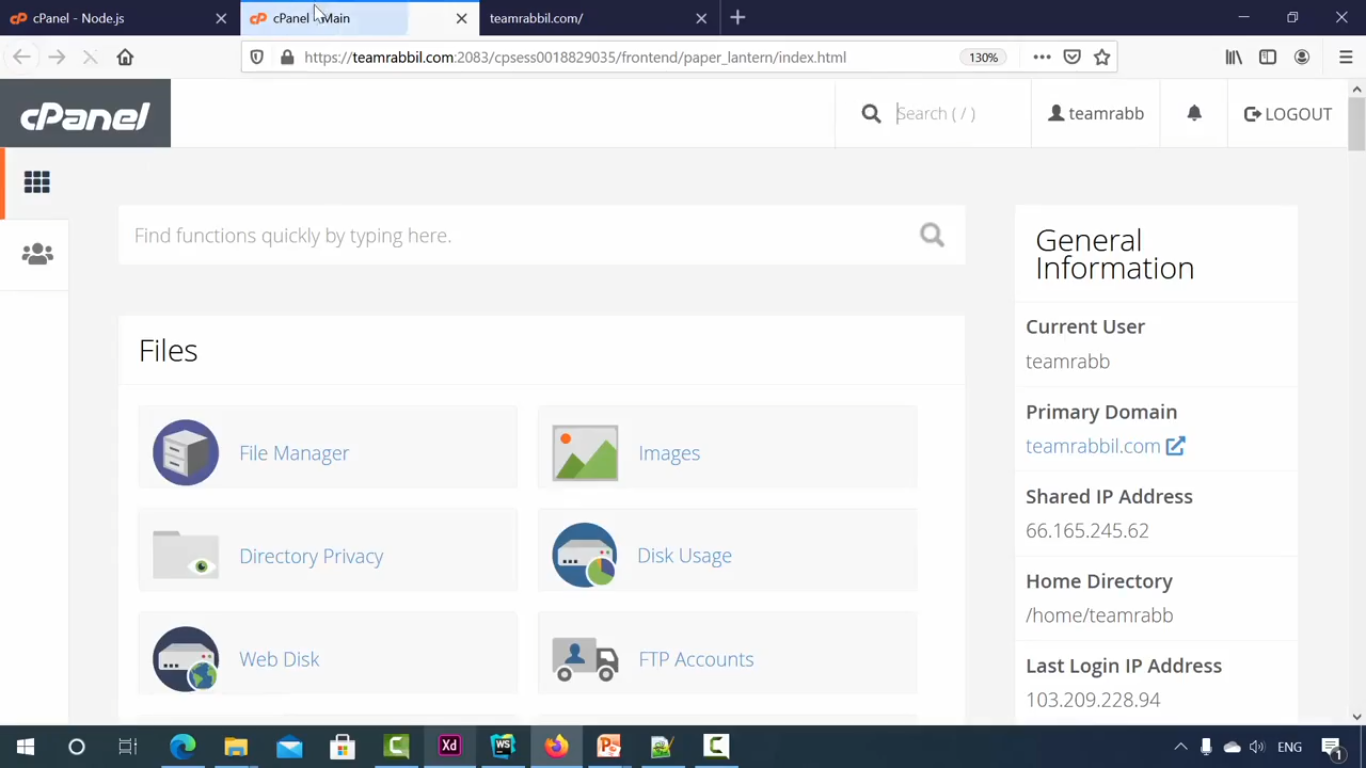 cPanel - Node.js
cPanel - Main
teamrabbil.com/
https://teamrabbil.com:2083/cpsess0018829035/frontend/paper_lantern/index.html
130%
cPanel
Search ( / )
teamrabb
LOGOUT
Find functions quickly by typing here.
General
Information
Files
Current User
teamrabb
Primary Domain
teamrabbil.com
Shared IP Address
66.165.245.62
Home Directory
/home/teamrabb
Last Login IP Address
103.209.228.94
File Manager
Images
Directory Privacy
Disk Usage
Web Disk
FTP Accounts
Xd
WS
ENG
1